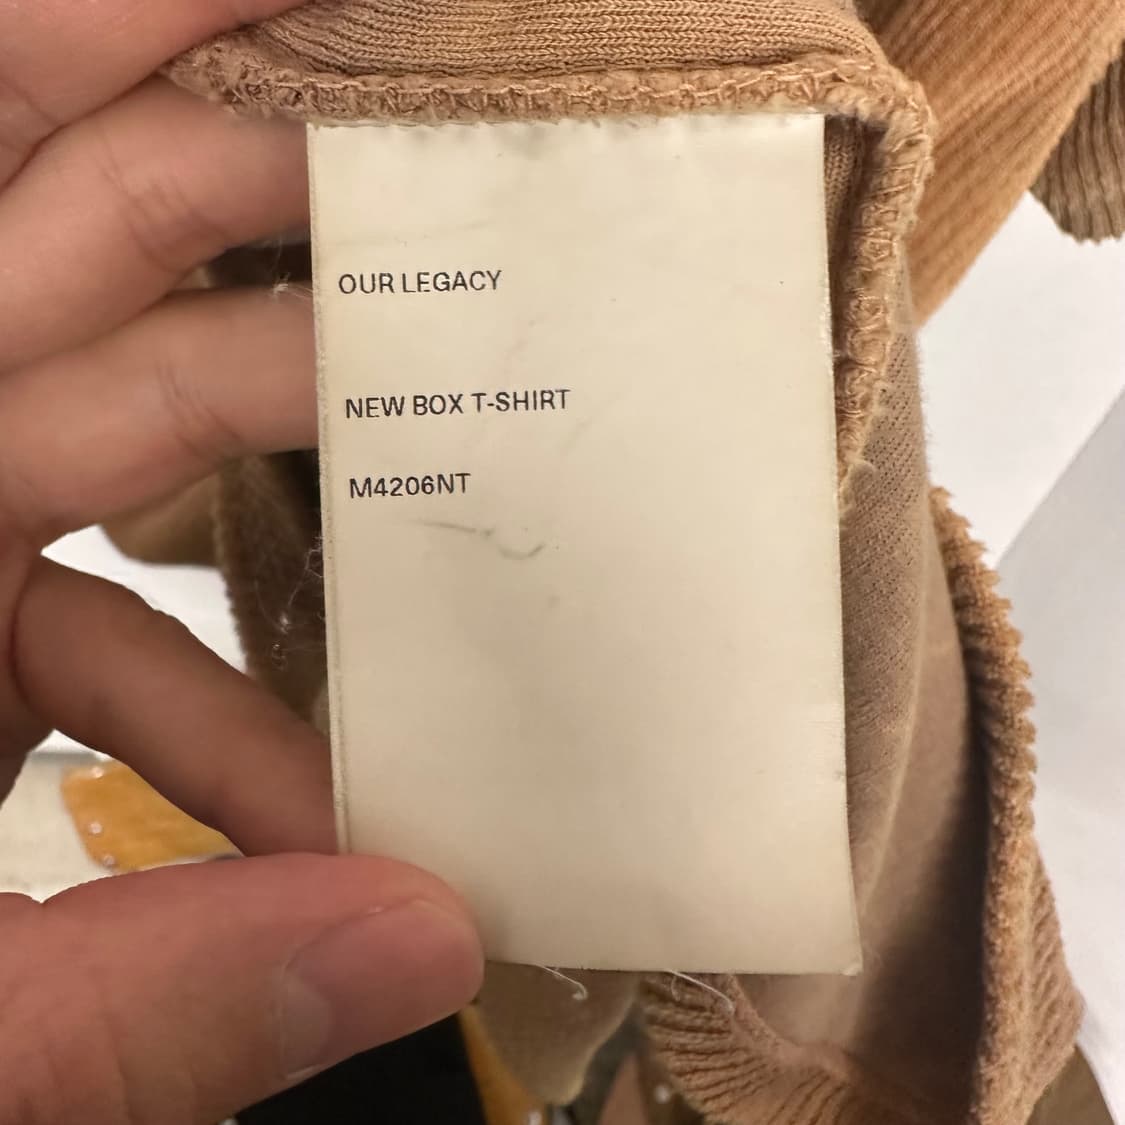 OUR LEGACY
NEW BOX T-SHIRT
M4206NT